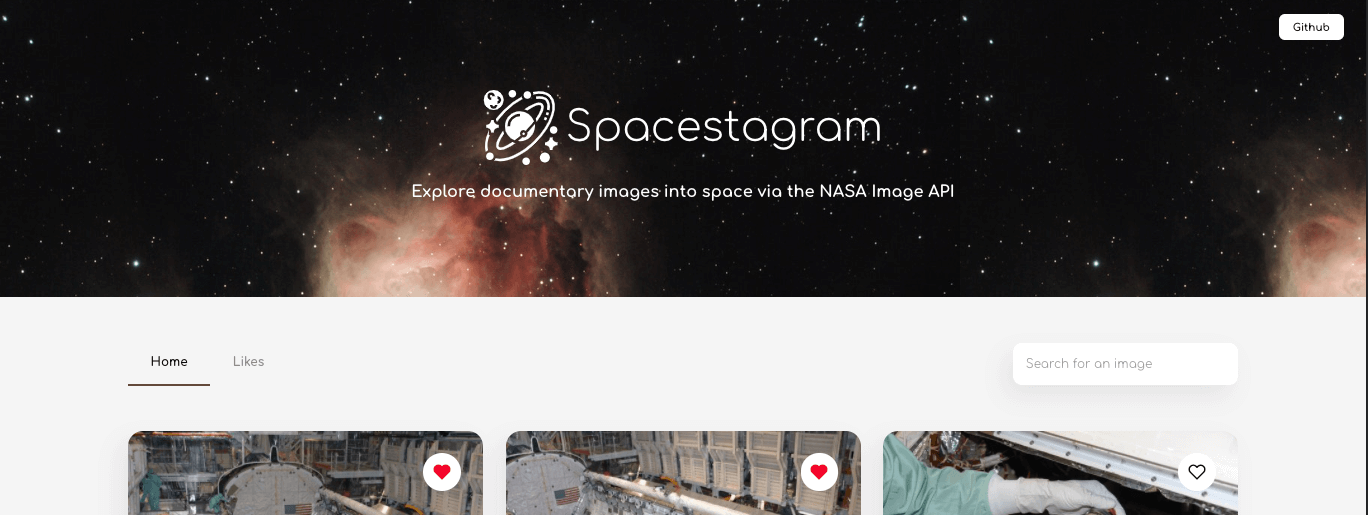 Github
Spacestagram
Explore documentary images into space via the NASA Image API
Home Likes
Search for an image